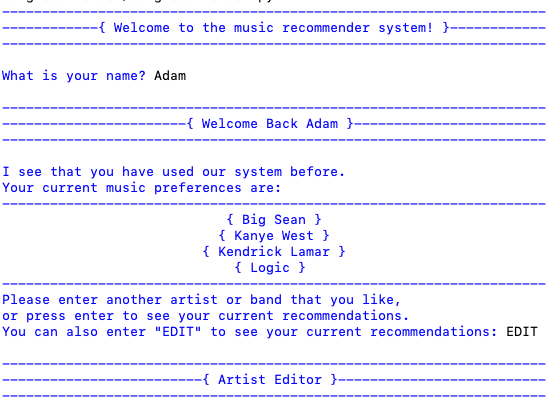 ------------------------------------------------------------------------
------------{ Welcome to the music recommender system! }------------
------------------------------------------------------------------------
What is your name? Adam
------------------------------------------------------------------------
-----------------------{ Welcome Back Adam }------------------------
------------------------------------------------------------------------
I see that you have used our system before.
Your current music preferences are:
------------------------------------------------------------------------
{ Big Sean }
{ Kanye West }
{ Kendrick Lamar }
{ Logic }
------------------------------------------------------------------------
Please enter another artist or band that you like,
or press enter to see your current recommendations.
You can also enter "EDIT" to see your current recommendations: EDIT
------------------------------------------------------------------------
-------------------------{ Artist Editor }--------------------------
------------------------------------------------------------------------